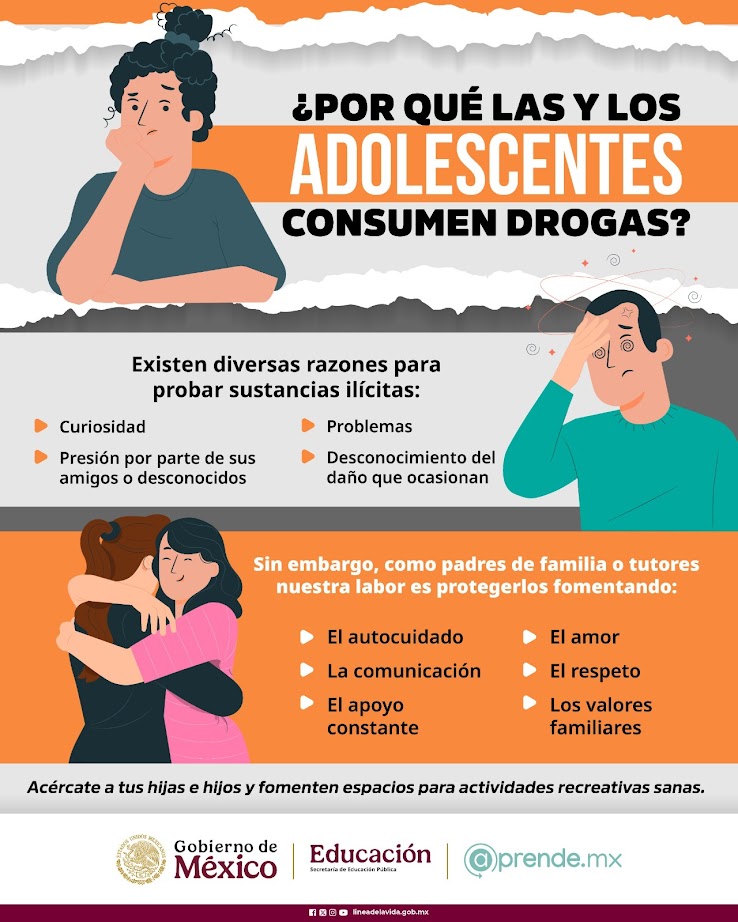 ¿POR QUÉ LAS Y LOS
ADOLESCENTES
CONSUMEN DROGAS?
Existen diversas razones para
probar sustancias ilícitas:
Curiosidad
Presión por parte de sus
amigos o desconocidos
Problemas
Desconocimiento del
daño que ocasionan
Sin embargo, como padres de familia o tutores
nuestra labor es protegerlos fomentando:
El autocuidado
La comunicación
El apoyo
constante
El amor
El respeto
Los valores
familiares
Acércate a tus hijas e hijos y fomenten espacios para actividades recreativas sanas.
ESTADOS UNIDOS MEXICANOS
Gobierno de
México
Educación
Secretaría de Educación Pública
@prende.mx
lineadelavida.gob.mx